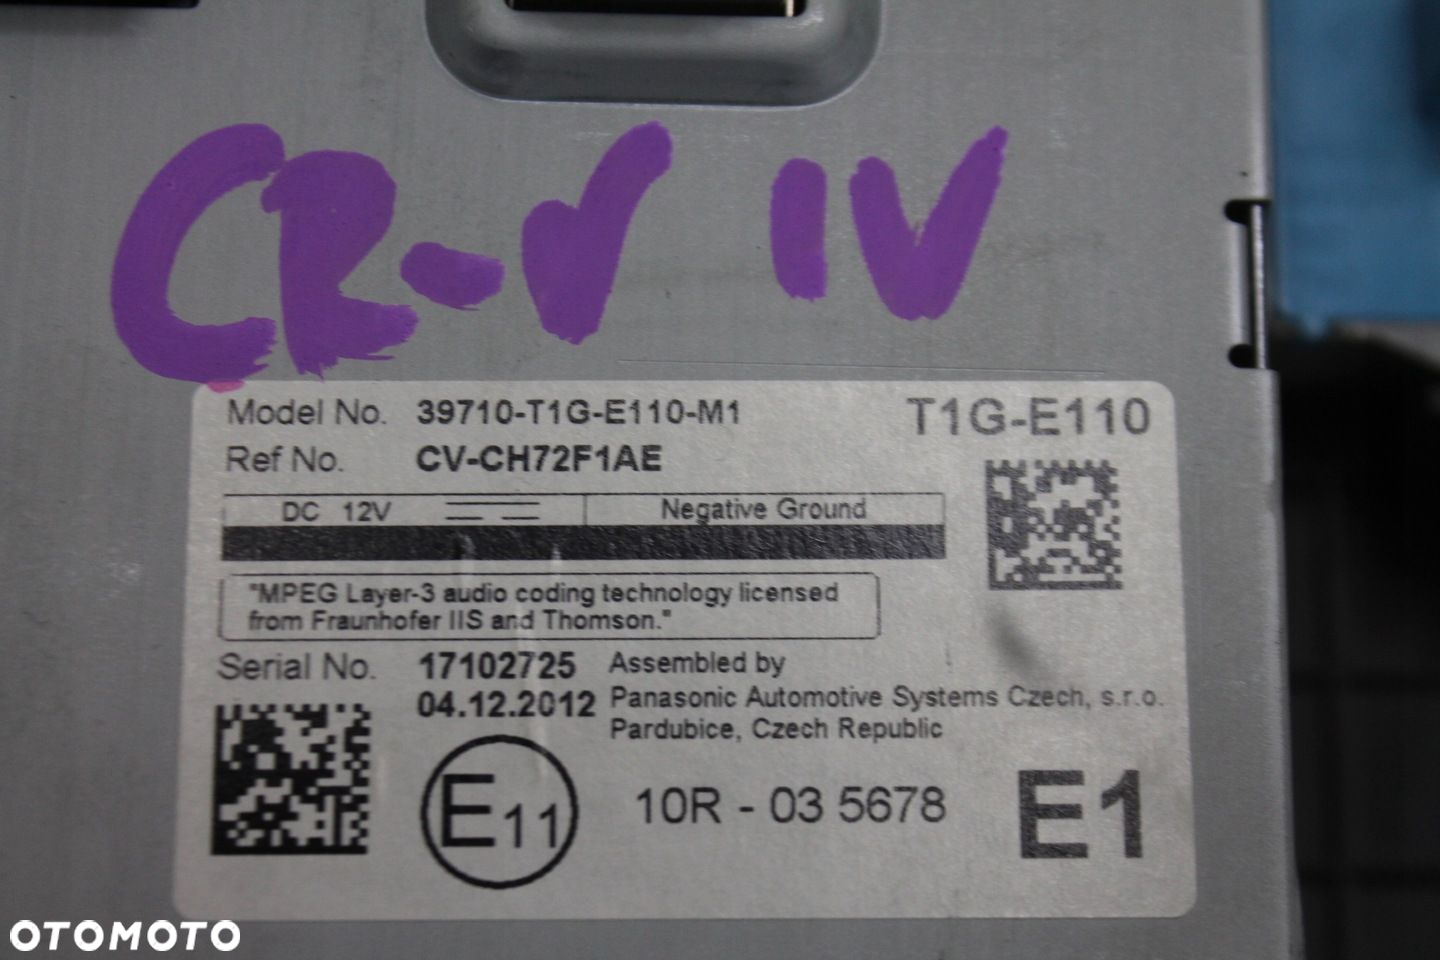 CR-V IV
Model No. 39710-T1G-E110-M1
T1G-E110
Ref No. CV-CH72F1AE
DC 12V
Negative Ground
"MPEG Layer-3 audio coding technology licensed
from Fraunhofer IIS and Thomson."
Serial No. 17102725
04.12.2012
Assembled by
Panasonic Automotive Systems Czech, s.r.o.
Pardubice, Czech Republic
E11
10R - 03 5678
E1
OTOMOTO